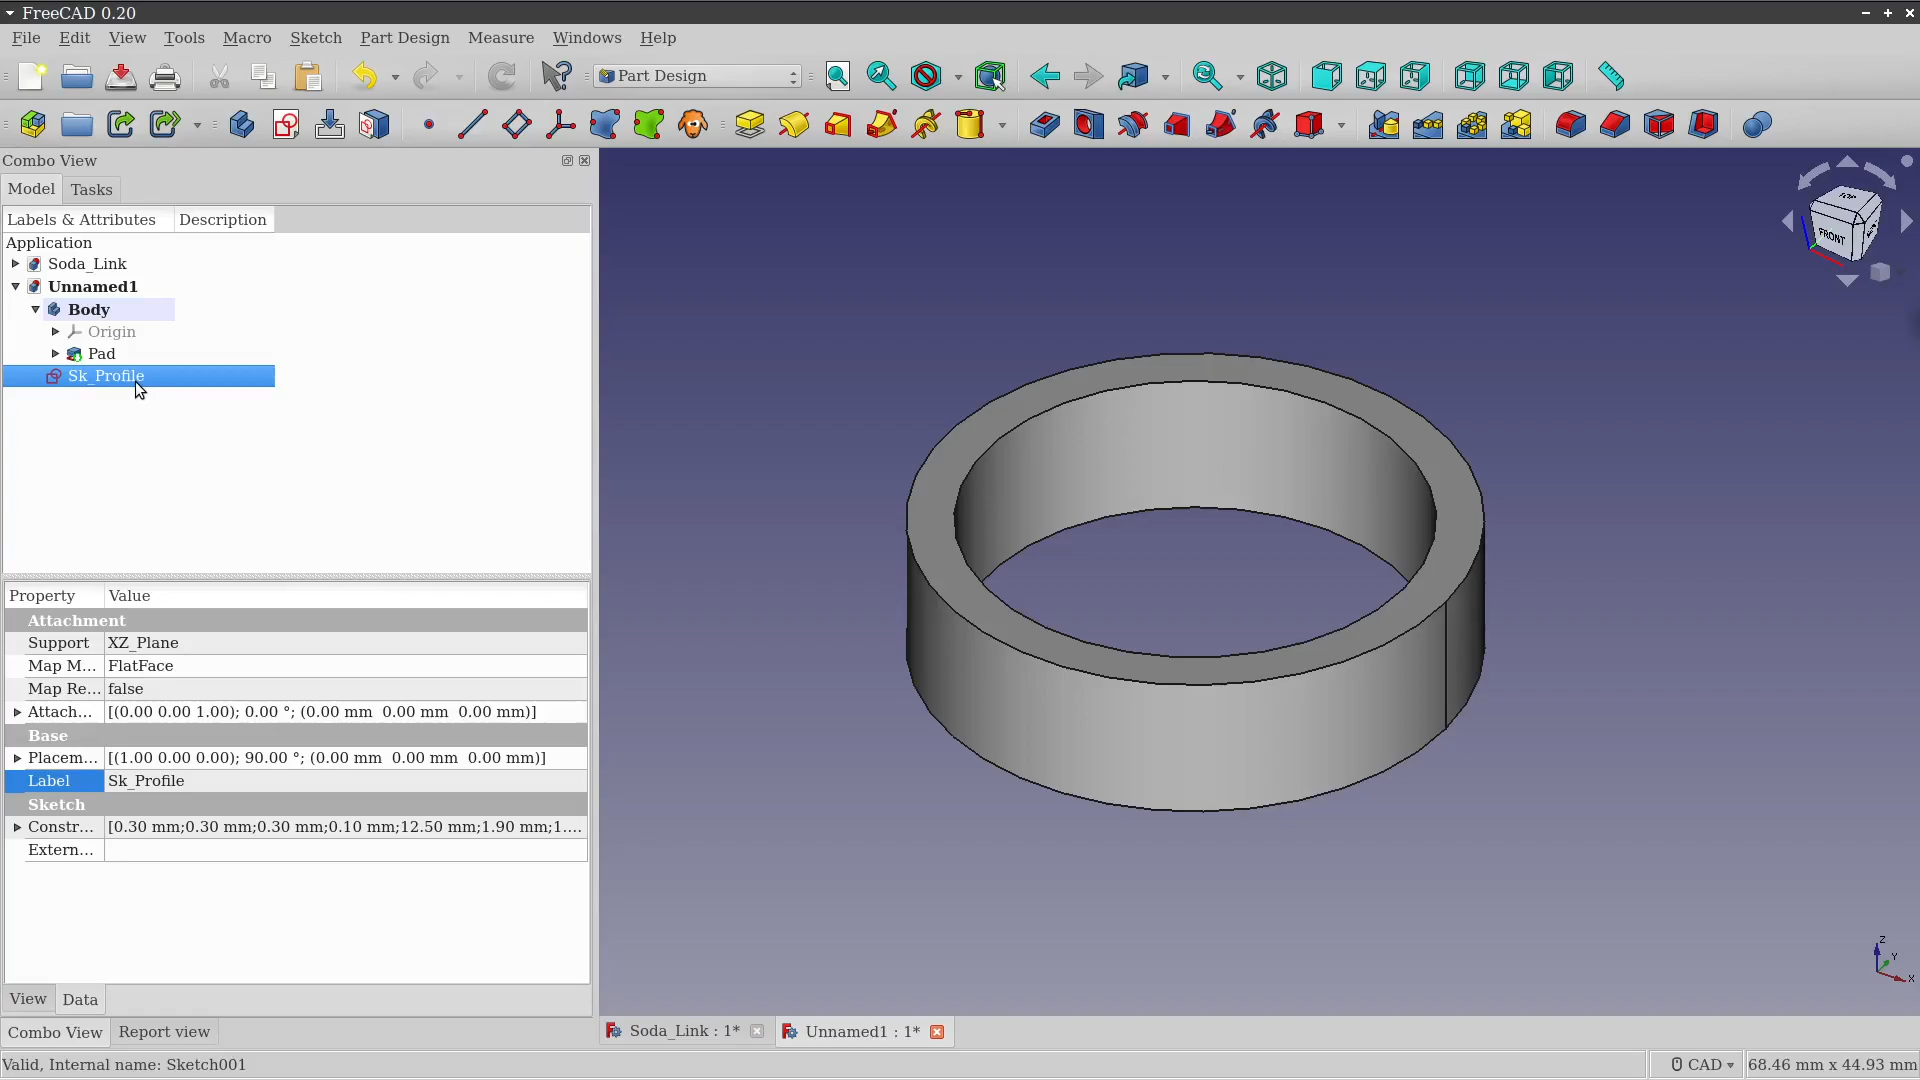 FreeCAD 0.20
File Edit View Tools Macro Sketch Part Design Measure Windows Help
Part Design
Combo View
Model Tasks
Labels & Attributes Description
Application
Soda_Link
Unnamed1
Body
Origin
Pad
Sk_Profile
Property Value
Attachment
Support XZ_Plane
Map M... FlatFace
Map Re... false
Attach... [(0.00 0.00 1.00); 0.00 °; (0.00 mm 0.00 mm 0.00 mm)]
Base
Placem... [(1.00 0.00 0.00); 90.00 °; (0.00 mm 0.00 mm 0.00 mm)]
Label Sk_Profile
Sketch
Constr... [0.30 mm;0.30 mm;0.30 mm;0.10 mm;12.50 mm;1.90 mm;1....
Extern...
View Data
Combo View Report view
TOP
FRONT
Z
Y
X
Soda_Link : 1* Unnamed1 : 1*
Valid, Internal name: Sketch001 CAD 68.46 mm x 44.93 mm